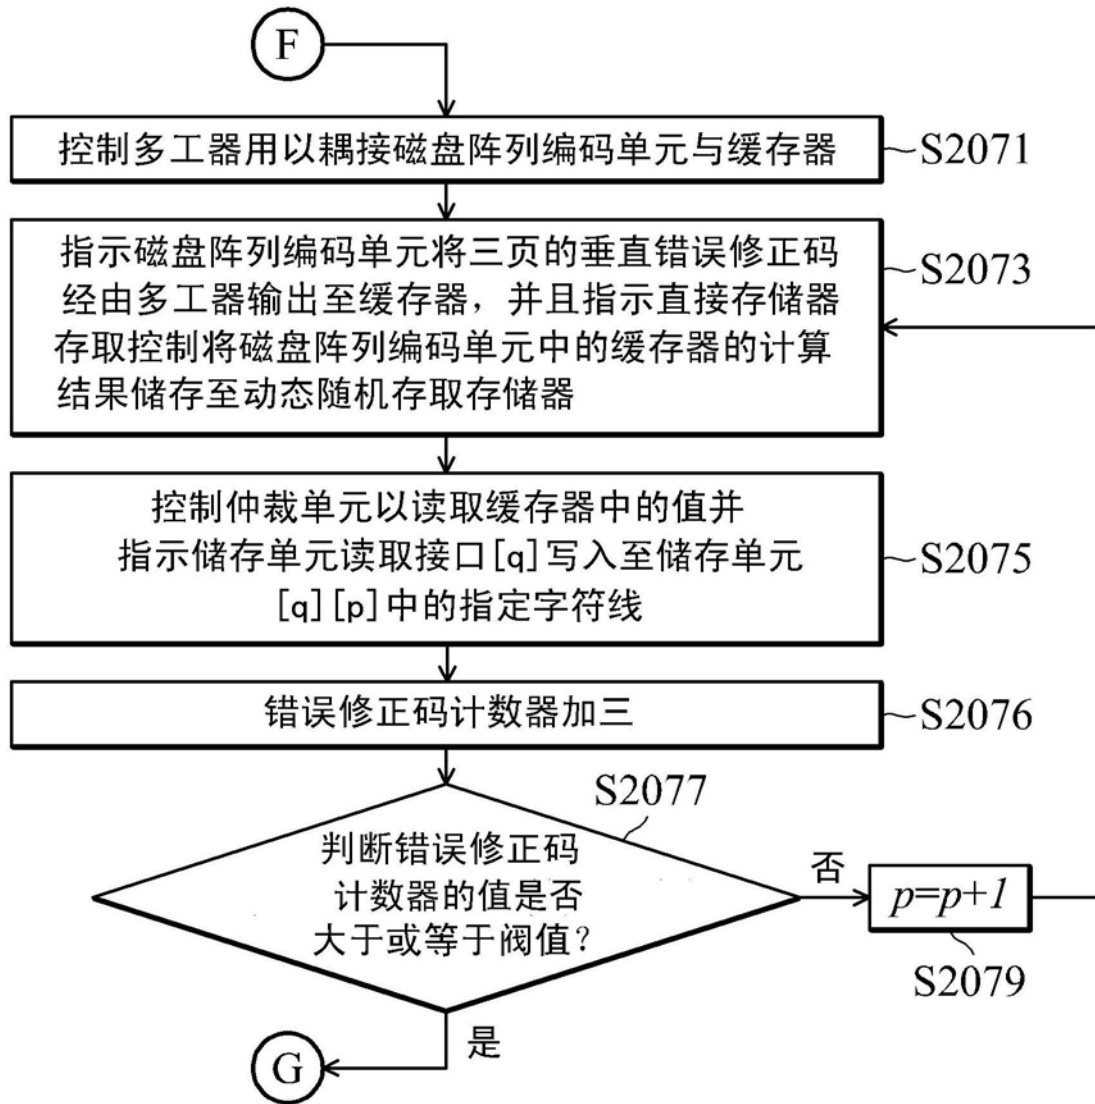 F
控制多工器用以耦接磁盘阵列编码单元与缓存器
S2071
指示磁盘阵列编码单元将三页的垂直错误修正码
经由多工器输出至缓存器，并且指示直接存储器
存取控制将磁盘阵列编码单元中的缓存器的计算
结果储存至动态随机存取存储器
S2073
控制仲裁单元以读取缓存器中的值并
指示储存单元读取接口[q]写入至储存单元
[q][p]中的指定字符线
S2075
错误修正码计数器加三
S2076
S2077
判断错误修正码
计数器的值是否
大于或等于阀值？
否
p=p+1
S2079
是
G